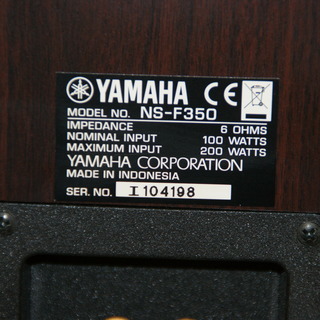 YAMAHA CE
MODEL NO. NS-F350
IMPEDANCE 6 OHMS
NOMINAL INPUT 100 WATTS
MAXIMUM INPUT 200 WATTS
YAMAHA CORPORATION
MADE IN INDONESIA
SER. NO. I 104198